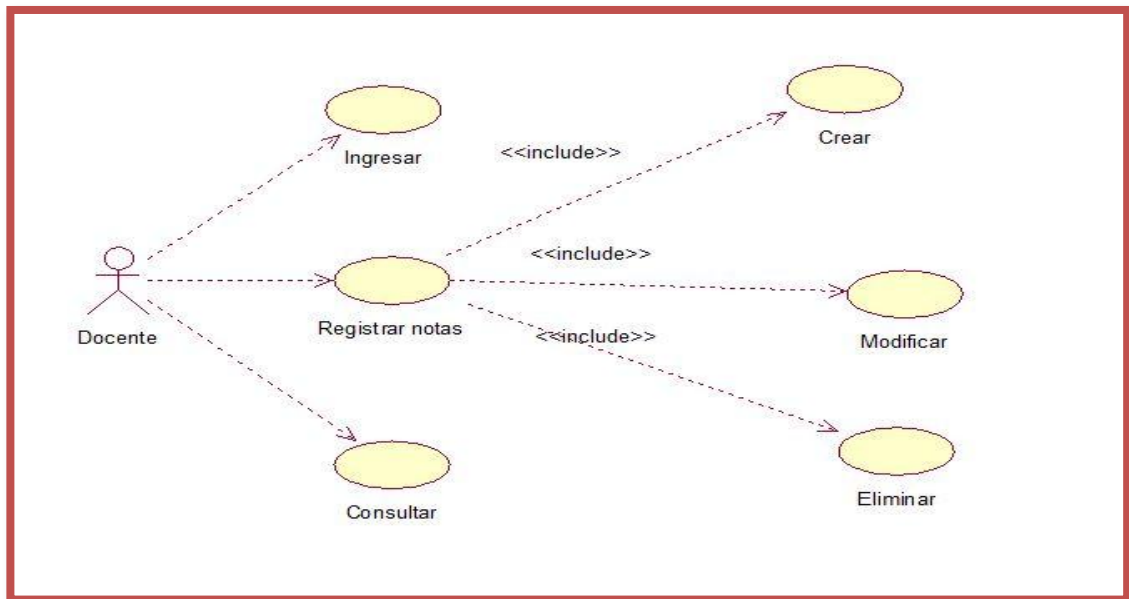 Crear
Ingresar
<<include>>
<<include>>
Registrar notas
Docente
<<include>>
Modificar
Consultar
Eliminar